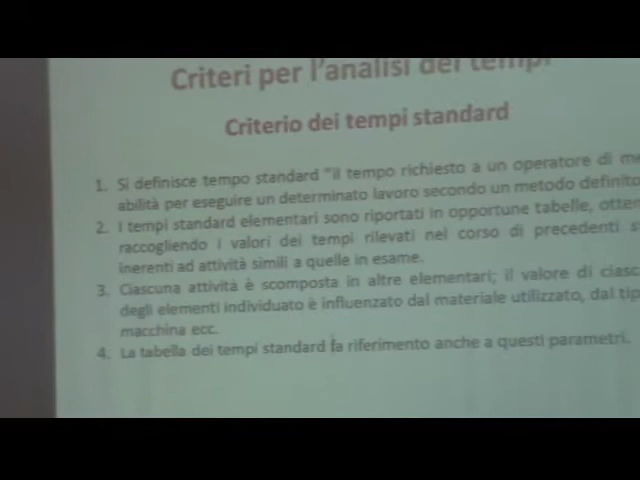 Criteri per l'analisi dei tempi
Criterio dei tempi standard
1. Si definisce tempo standard "il tempo richiesto a un operatore di
abilità per eseguire un determinato lavoro secondo un metodo definito
2. I tempi standard elementari sono riportati in opportune tabelle,
raccogliendo i valori dei tempi rilevati nel corso di precedenti
inerenti ad attività simili a quelle in esame.
3. Ciascuna attività è scomposta in altre elementari; il valore di
degli elementi individuato è influenzato dal materiale utilizzato, dal
macchina ecc.
4. La tabella dei tempi standard fa riferimento anche a questi parametri.